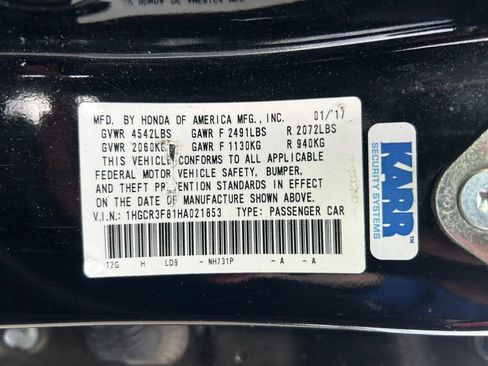 MFD. BY HONDA OF AMERICA MFG., INC. 01/17
GVWR 4542LBS GAWR F 2491LBS R 2072LBS
GVWR 2060KG GAWR F 1130KG R 940KG
THIS VEHICLE CONFORMS TO ALL APPLICABLE
FEDERAL MOTOR VEHICLE SAFETY, BUMPER,
AND THEFT PREVENTION STANDARDS IN EFFECT
ON THE DATE OF MANUFACTURE SHOWN ABOVE.
V.I.N.: 1HGCR3F81HA021853 TYPE: PASSENGER CAR
T2G H LD9 - NH731P - A - A
KARR
SECURITY SYSTEMS